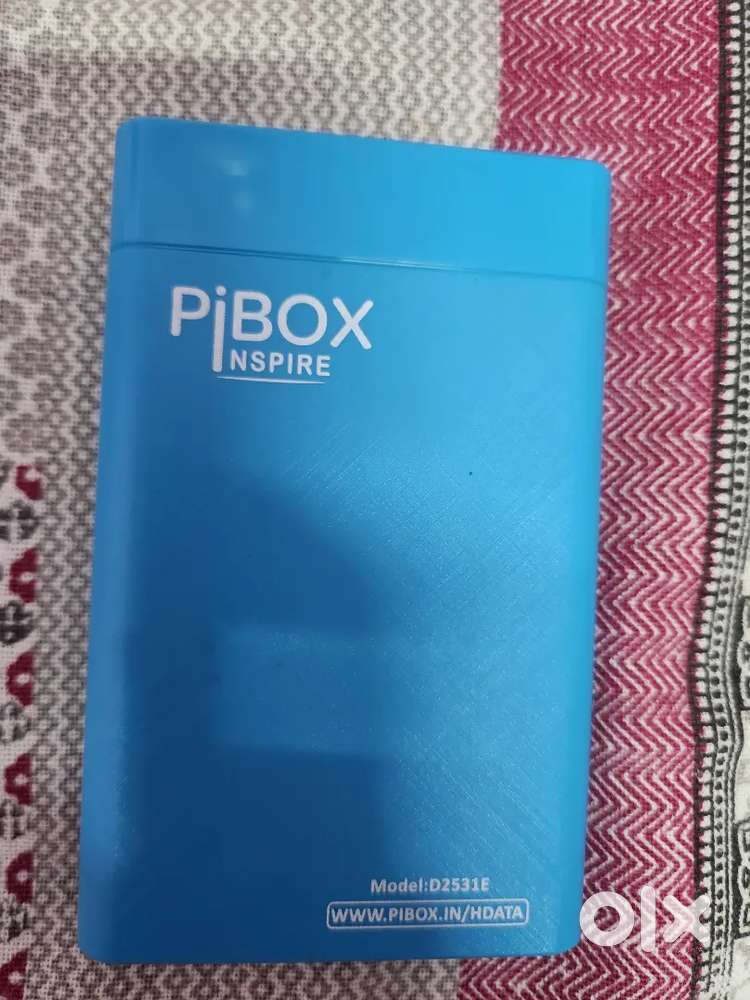 PiBOX
INSPIRE
Model:D2531E
WWW.PIBOX.IN/HDATA
olx